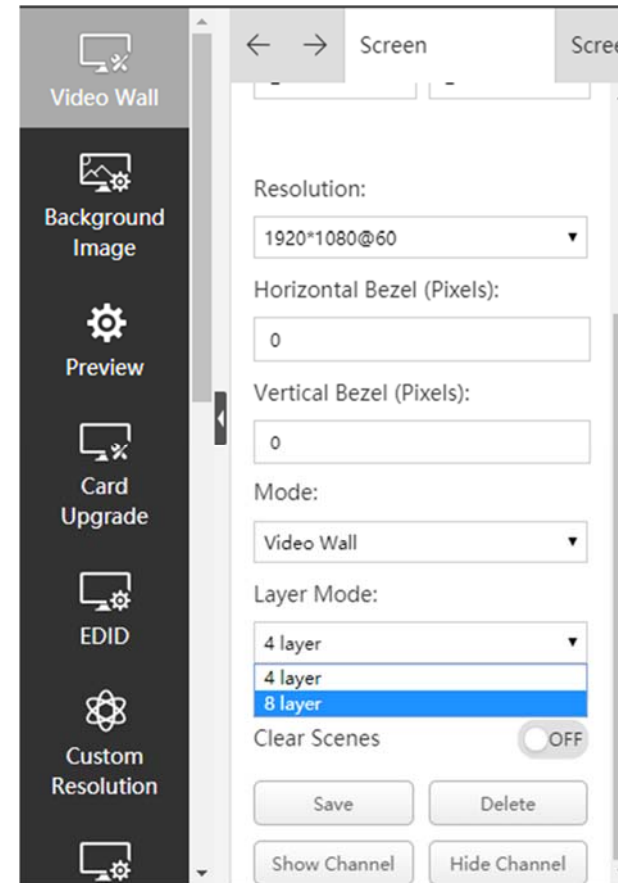 Video Wall
Background
Image
Preview
Card
Upgrade
EDID
Custom
Resolution
Screen
Resolution:
1920*1080@60
Horizontal Bezel (Pixels):
0
Vertical Bezel (Pixels):
0
Mode:
Video Wall
Layer Mode:
4 layer
4 layer
8 layer
Clear Scenes OFF
Save Delete
Show Channel Hide Channel